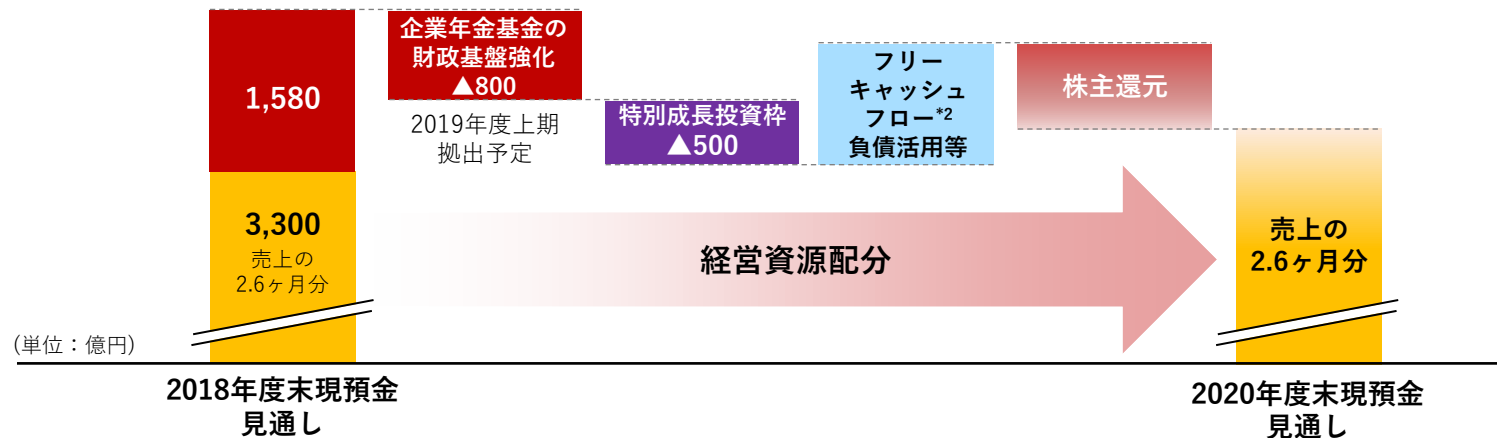 1,580
3,300
売上の
2.6ヶ月分
企業年金基金の
財政基盤強化
▲800
2019年度上期
拠出予定
特別成長投資枠
▲500
フリー
キャッシュ
フロー*2
負債活用等
株主還元
経営資源配分
売上の
2.6ヶ月分
(単位：億円)
2018年度末現預金
見通し
2020年度末現預金
見通し